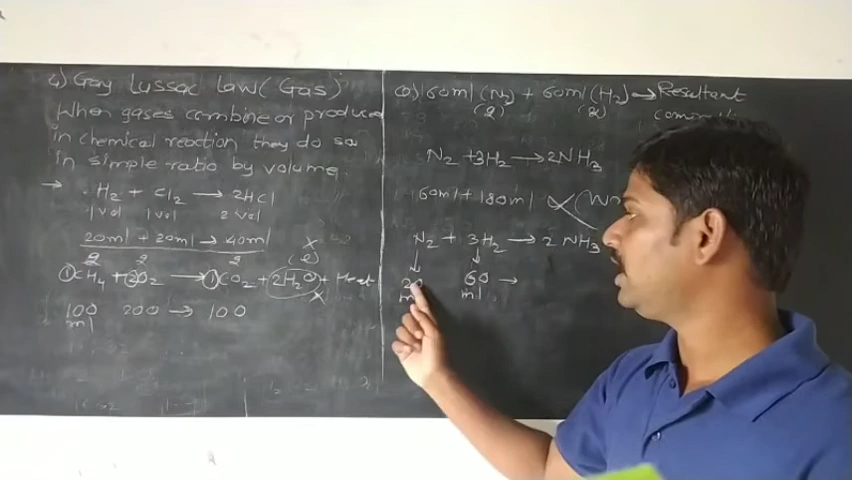 4) Gay Lussac Law (Gas)
When gases combine or produce
in chemical reaction they do so
in simple ratio by volume.
→ H₂ + Cl₂ → 2HCl
1 Vol 1 Vol 2 Vol
20ml + 20ml → 40ml
2 2 2
① CH₄ + 2O₂ → ① CO₂ + 2H₂O + Heat
(l)
100 200 → 100
ml
60ml (N₂) + 60ml (H₂) → Resultant
(g) (g)
N₂ + 3H₂ → 2NH₃
60ml + 180ml
N₂ + 3H₂ → 2NH₃
20 60 →
ml ml